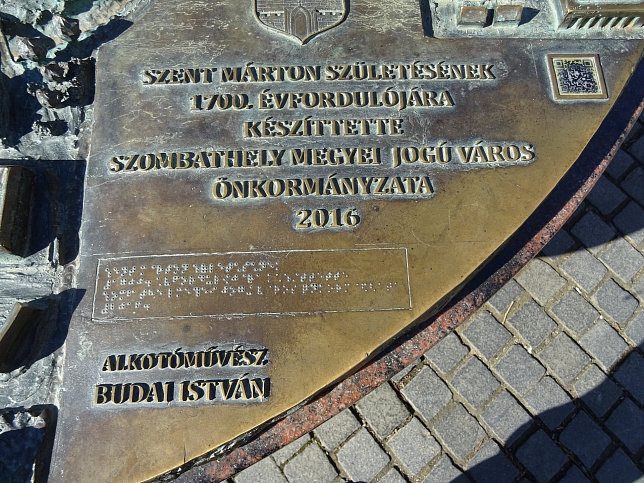 SZENT MÁRTON SZÜLETÉSÉNEK
1700. ÉVFORDULÓJÁRA
KÉSZÍTTETTE
SZOMBATHELY MEGYEI JOGÚ VÁROS
ÖNKORMÁNYZATA
2016
ALKOTÓMŰVÉSZ
BUDAI ISTVÁN